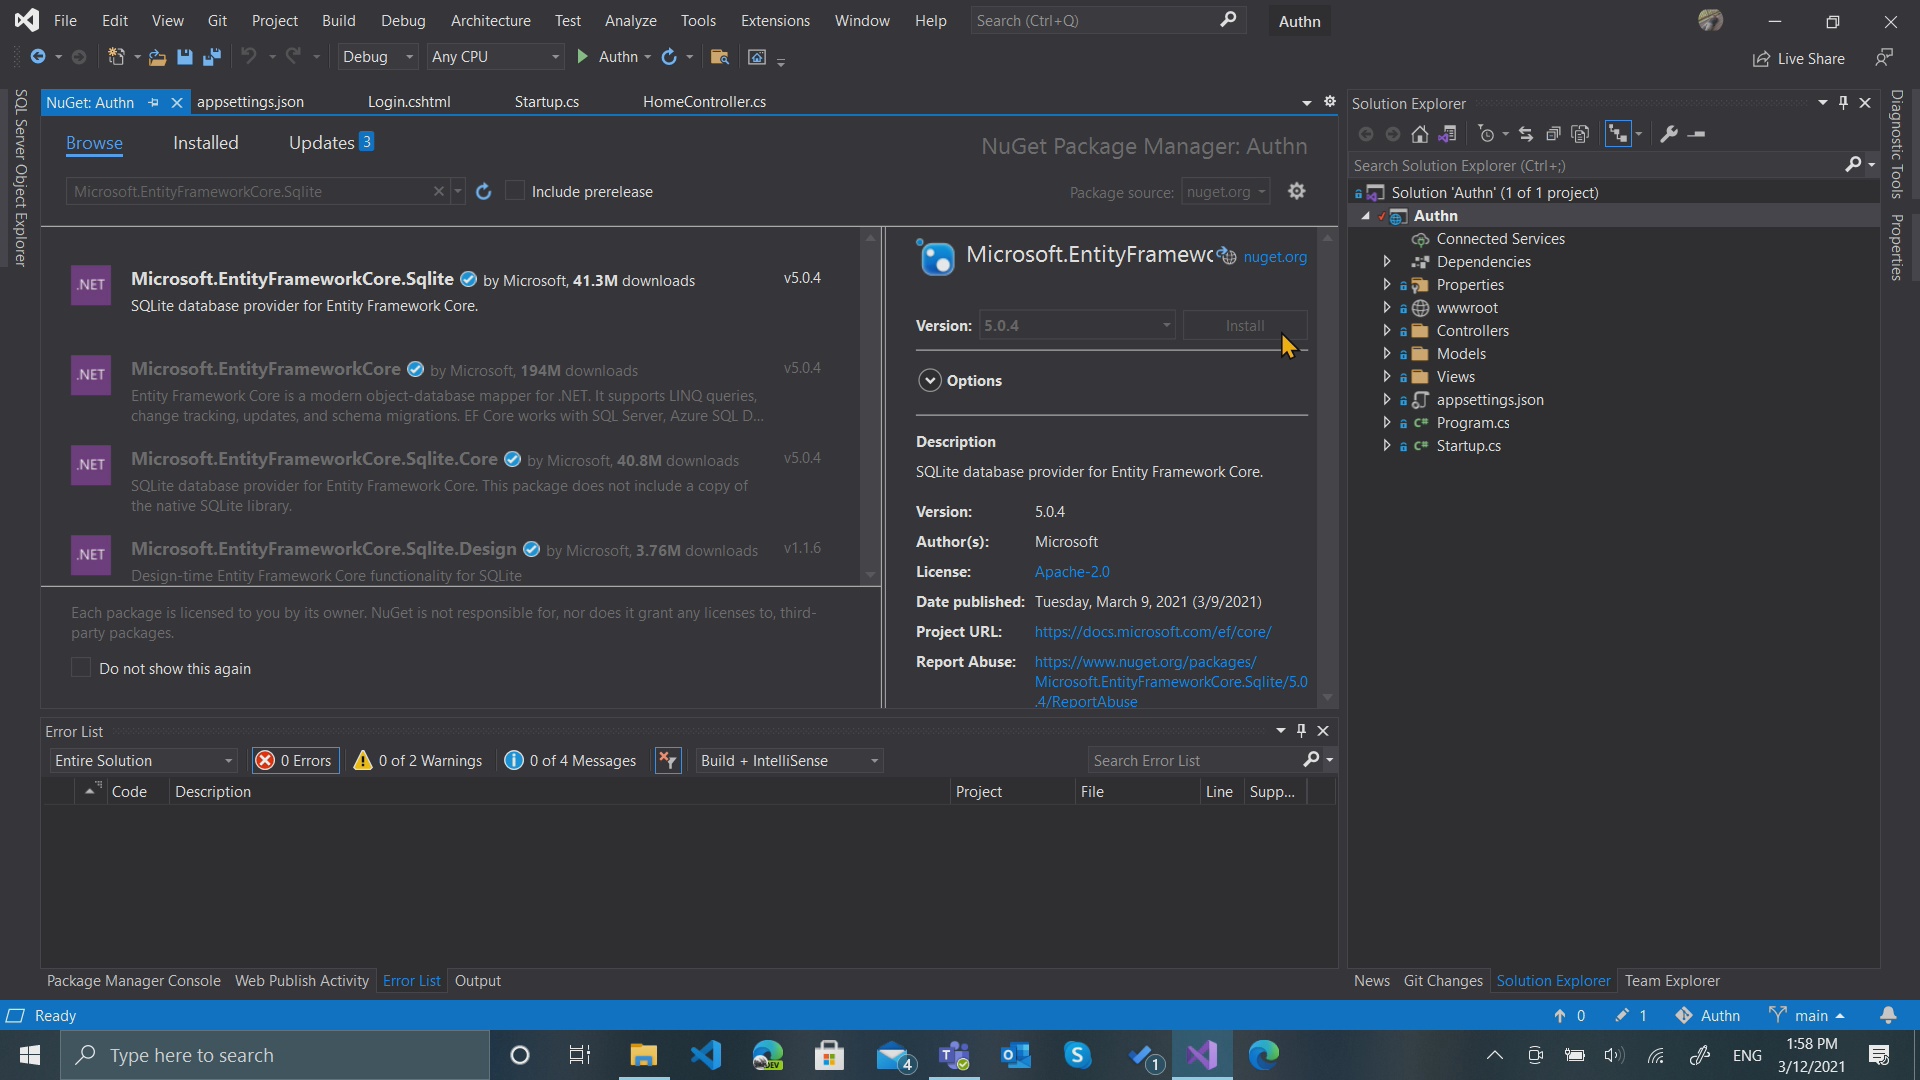 File Edit View Git Project Build Debug Architecture Test Analyze Tools Extensions Window Help Search (Ctrl+Q) Authn
Debug Any CPU Authn Live Share
SQL Server Object Explorer
NuGet: Authn appsettings.json Login.cshtml Startup.cs HomeController.cs
Browse Installed Updates 3 NuGet Package Manager: Authn
Microsoft.EntityFrameworkCore.Sqlite Include prerelease Package source: nuget.org
.NET Microsoft.EntityFrameworkCore.Sqlite by Microsoft, 41.3M downloads v5.0.4
SQLite database provider for Entity Framework Core.
.NET Microsoft.EntityFrameworkCore by Microsoft, 194M downloads v5.0.4
Entity Framework Core is a modern object-database mapper for .NET. It supports LINQ queries,
change tracking, updates, and schema migrations. EF Core works with SQL Server, Azure SQL D...
.NET Microsoft.EntityFrameworkCore.Sqlite.Core by Microsoft, 40.8M downloads v5.0.4
SQLite database provider for Entity Framework Core. This package does not include a copy of
the native SQLite library.
.NET Microsoft.EntityFrameworkCore.Sqlite.Design by Microsoft, 3.76M downloads v1.1.6
Design-time Entity Framework Core functionality for SQLite
Each package is licensed to you by its owner. NuGet is not responsible for, nor does it grant any licenses to, third-
party packages.
Do not show this again
Microsoft.EntityFramewc nuget.org
Version: 5.0.4 Install
Options
Description
SQLite database provider for Entity Framework Core.
Version: 5.0.4
Author(s): Microsoft
License: Apache-2.0
Date published: Tuesday, March 9, 2021 (3/9/2021)
Project URL: https://docs.microsoft.com/ef/core/
Report Abuse: https://www.nuget.org/packages/
Microsoft.EntityFrameworkCore.Sqlite/5.0
.4/ReportAbuse
Solution Explorer
Search Solution Explorer (Ctrl+;)
Solution 'Authn' (1 of 1 project)
Authn
Connected Services
Dependencies
Properties
wwwroot
Controllers
Models
Views
appsettings.json
C# Program.cs
C# Startup.cs
Diagnostic Tools
Properties
Error List
Entire Solution 0 Errors 0 of 2 Warnings 0 of 4 Messages Build + IntelliSense Search Error List
Code Description Project File Line Supp...
Package Manager Console Web Publish Activity Error List Output
News Git Changes Solution Explorer Team Explorer
Ready 0 1 Authn main
Type here to search DEV 4 1 ENG 1:58 PM
3/12/2021